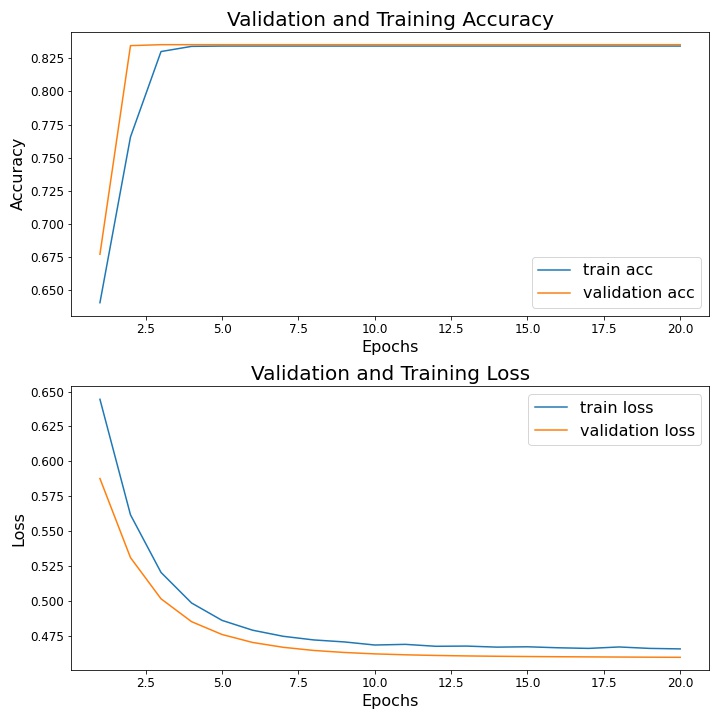 Validation and Training Accuracy
Accuracy
0.825
0.800
0.775
0.750
0.725
0.700
0.675
0.650
train acc
validation acc
2.5 5.0 7.5 10.0 12.5 15.0 17.5 20.0
Epochs
Validation and Training Loss
Loss
0.650
0.625
0.600
0.575
0.550
0.525
0.500
0.475
train loss
validation loss
2.5 5.0 7.5 10.0 12.5 15.0 17.5 20.0
Epochs